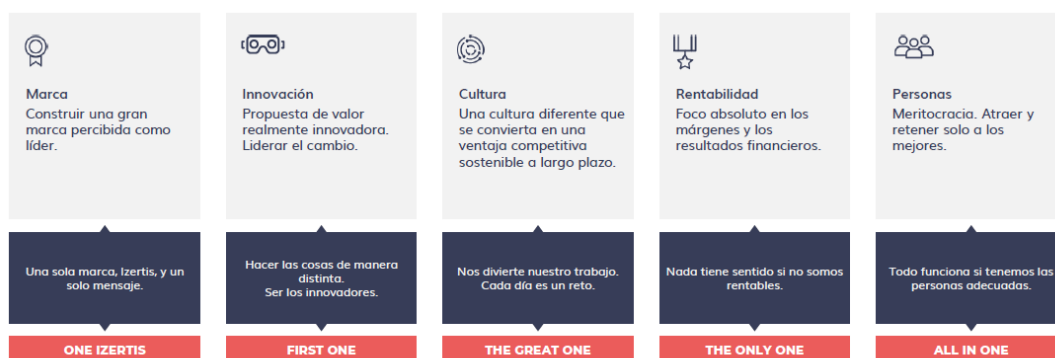 Marca
Construir una gran
marca percibida como
líder.
Innovación
Propuesta de valor
realmente innovadora.
Liderar el cambio.
Cultura
Una cultura diferente que
se convierta en una
ventaja competitiva
sostenible a largo plazo.
Rentabilidad
Foco absoluto en los
márgenes y los
resultados financieros.
Personas
Meritocracia. Atraer y
retener solo a los
mejores.
Una sola marca, Izertis, y un
solo mensaje.
Hacer las cosas de manera
distinta.
Ser los innovadores.
Nos divierte nuestro trabajo.
Cada día es un reto.
Nada tiene sentido si no somos
rentables.
Todo funciona si tenemos las
personas adecuadas.
ONE IZERTIS
FIRST ONE
THE GREAT ONE
THE ONLY ONE
ALL IN ONE